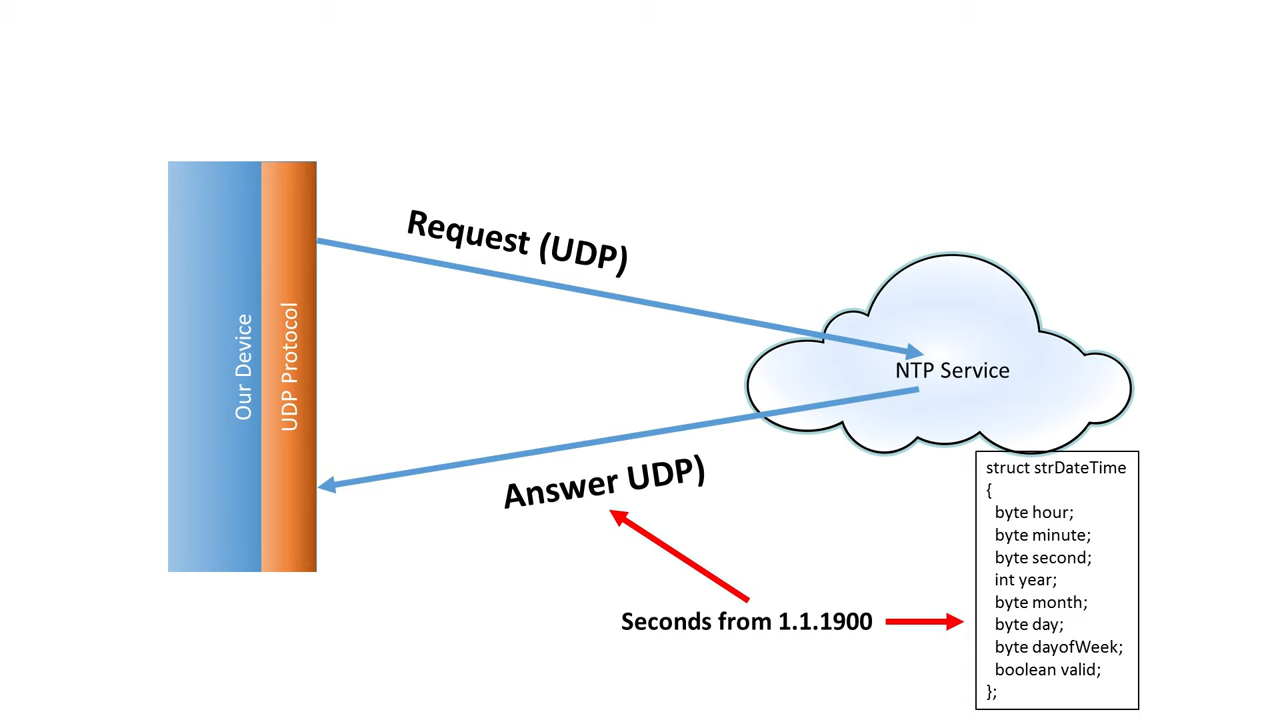 Request (UDP)
Our Device
UDP Protocol
NTP Service
Answer UDP)
Seconds from 1.1.1900
struct strDateTime
{
byte hour;
byte minute;
byte second;
int year;
byte month;
byte day;
byte dayofWeek;
boolean valid;
};